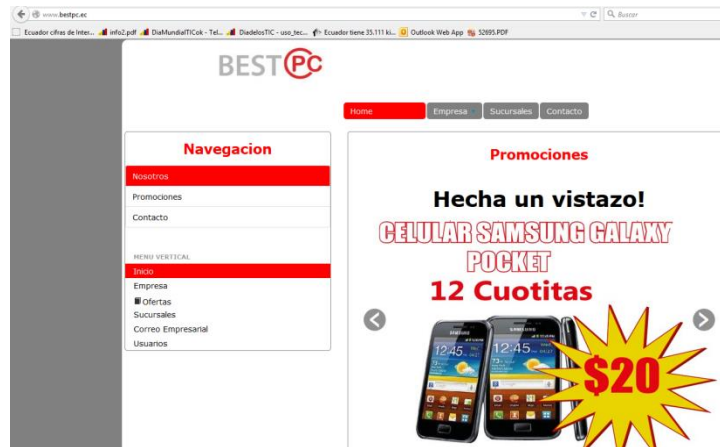 www.bestpc.ec
Buscar
Ecuador cifras de Inter... info2.pdf DiaMundialTICok - Tel... DiadelosTIC - uso_tec... Ecuador tiene 35.111 ki... Outlook Web App 52695.PDF
BEST PC
Home Empresa Sucursales Contacto
Navegacion
Nosotros
Promociones
Contacto
MENU VERTICAL
Inicio
Empresa
Ofertas
Sucursales
Correo Empresarial
Usuarios
Promociones
Hecha un vistazo!
CELULAR SAMSUNG GALAXY
POCKET
12 Cuotitas
SAMSUNG
SAMSUNG
12:45
12:45
$20